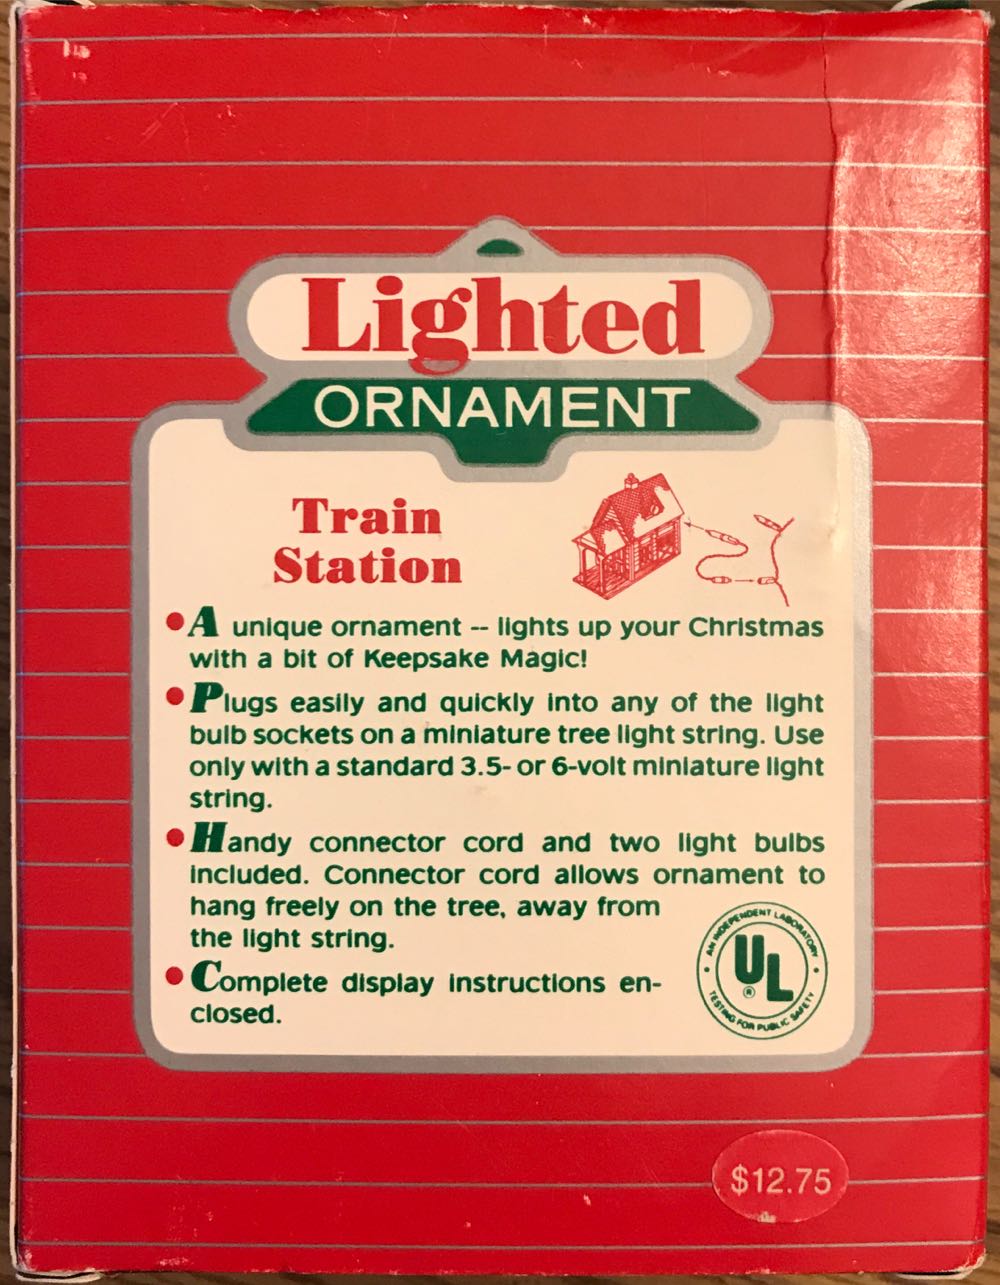 Lighted
ORNAMENT
Train
Station
• A unique ornament -- lights up your Christmas
with a bit of Keepsake Magic!
• Plugs easily and quickly into any of the light
bulb sockets on a miniature tree light string. Use
only with a standard 3.5- or 6-volt miniature light
string.
• Handy connector cord and two light bulbs
included. Connector cord allows ornament to
hang freely on the tree, away from
the light string.
• Complete display instructions en-
closed.
AN INDEPENDENT LABORATORY
UL®
TESTING FOR PUBLIC SAFETY
$12.75